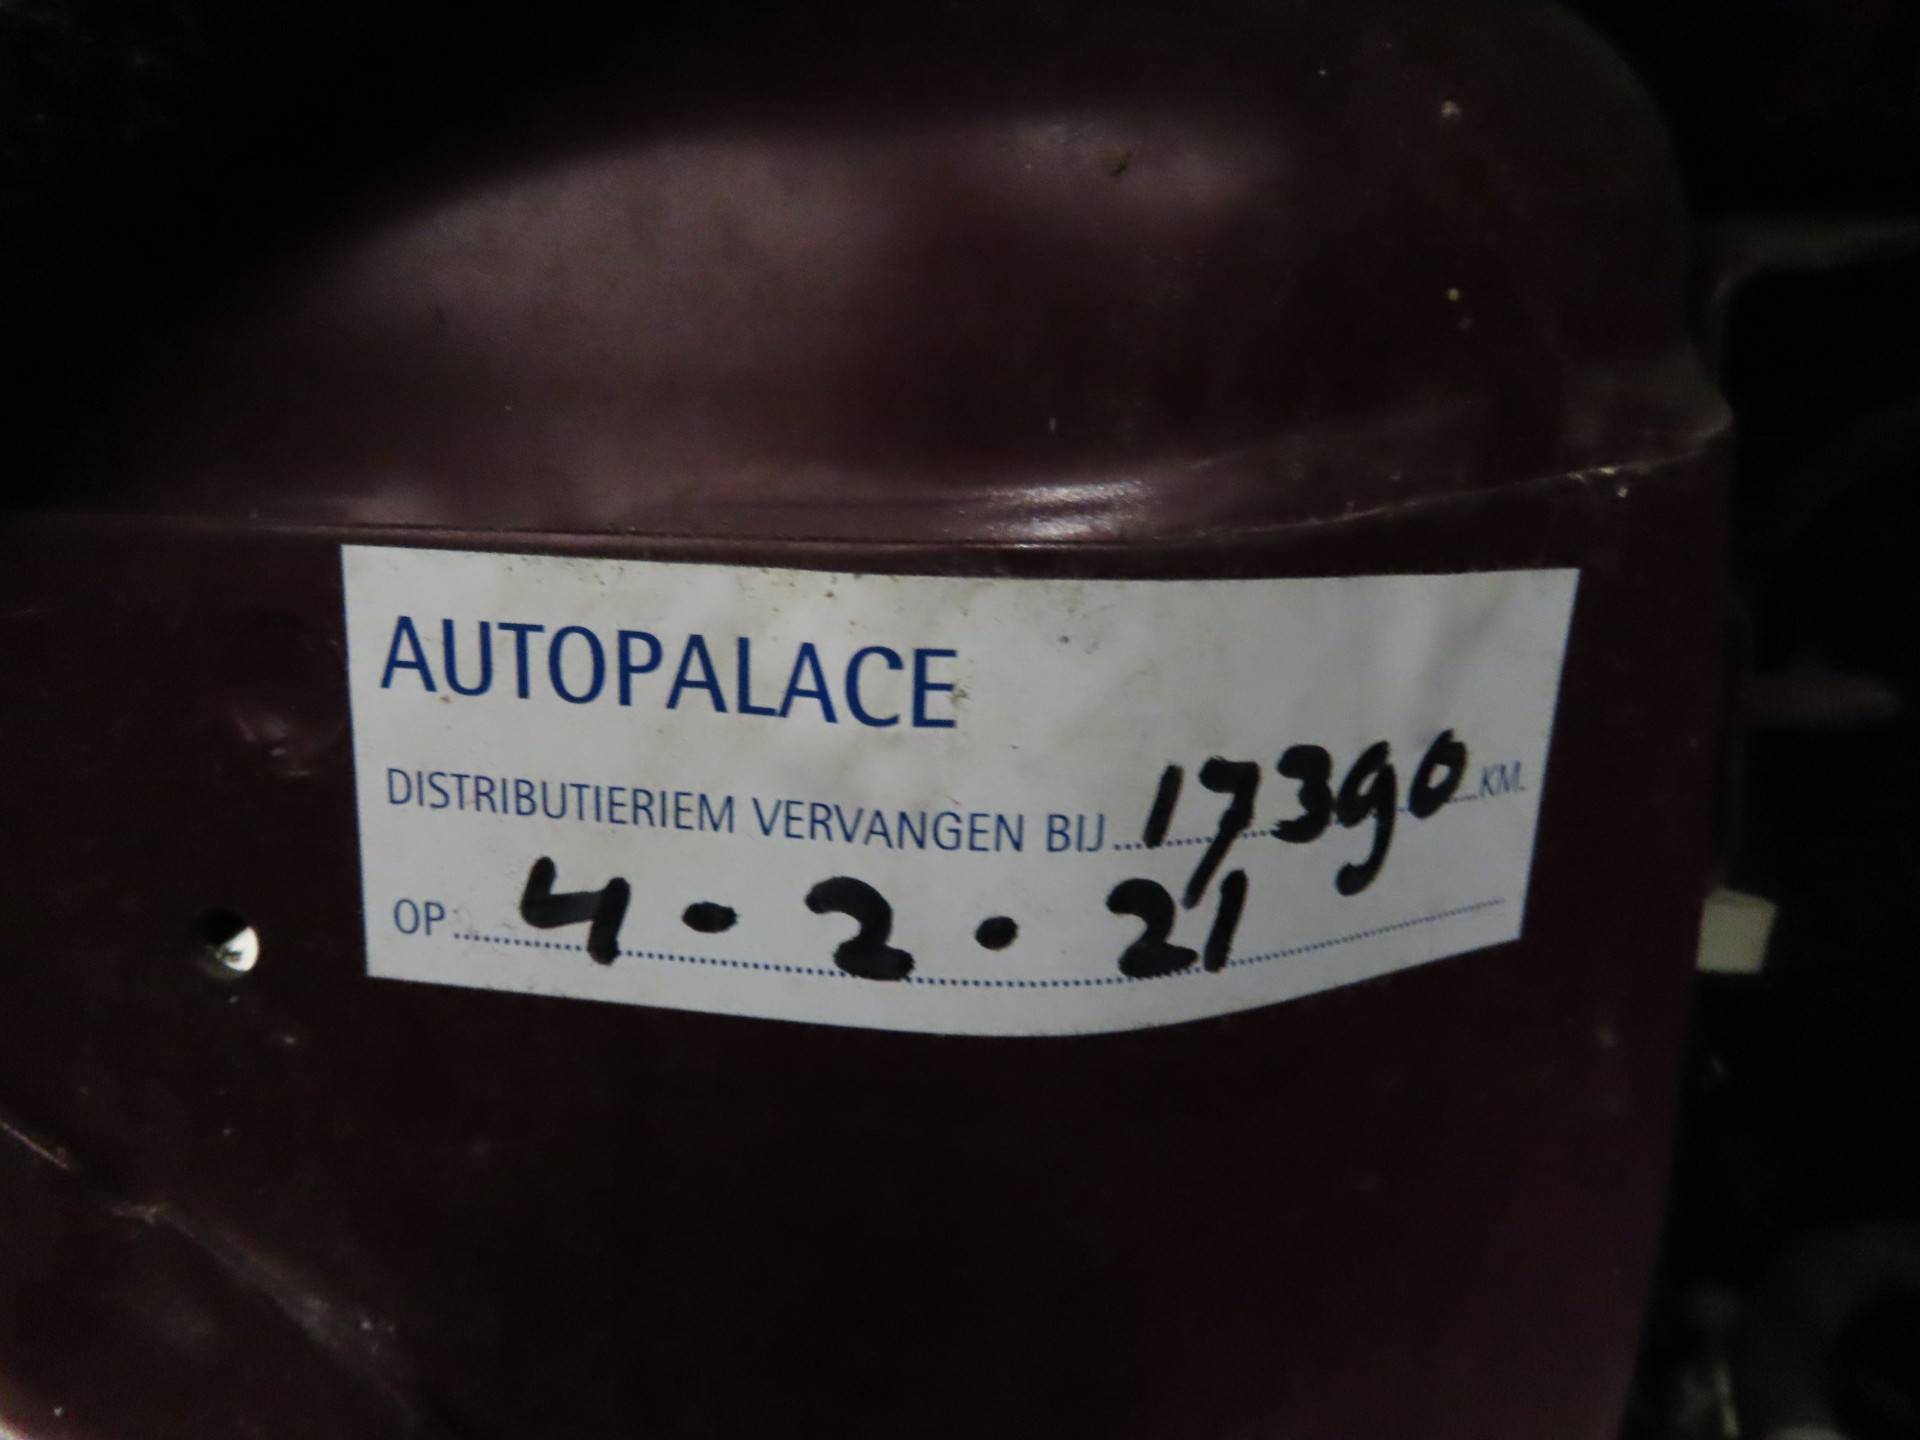 AUTOPALACE
DISTRIBUTIERIEM VERVANGEN BIJ 17390 KM.
OP 4 • 2 • 21